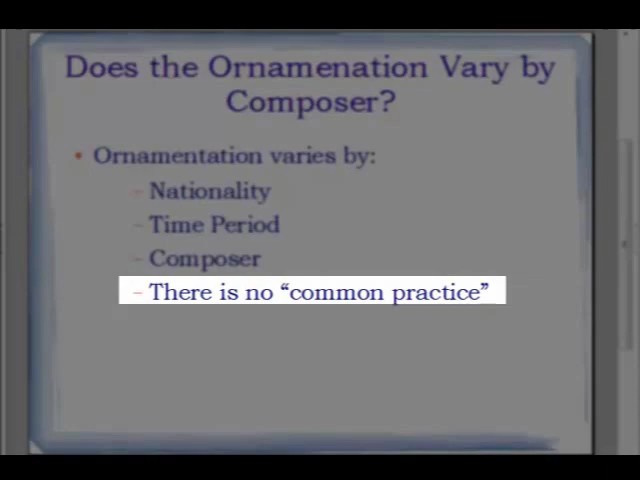 Does the Ornamenation Vary by
Composer?
• Ornamentation varies by:
– Nationality
– Time Period
– Composer
– There is no “common practice”